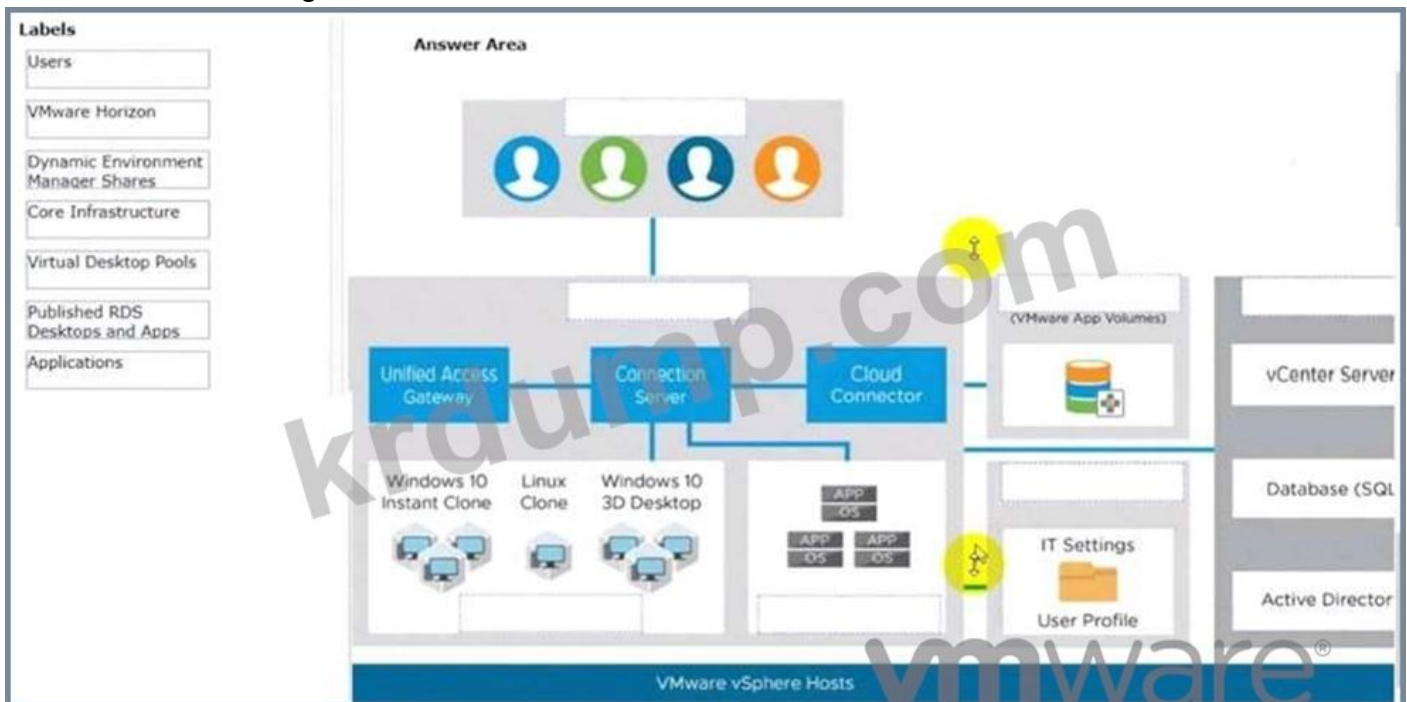 Labels
Users
VMware Horizon
Dynamic Environment
Manager Shares
Core Infrastructure
Virtual Desktop Pools
Published RDS
Desktops and Apps
Applications
Answer Area
(VMware App Volumes)
Unified Access
Gateway
Connection
Server
Cloud
Connector
vCenter Server
Windows 10
Instant Clone
Linux
Clone
Windows 10
3D Desktop
APP
OS
APP
OS
APP
OS
Database (SQL
IT Settings
User Profile
Active Director
VMware vSphere Hosts
krdump.com
vmware®